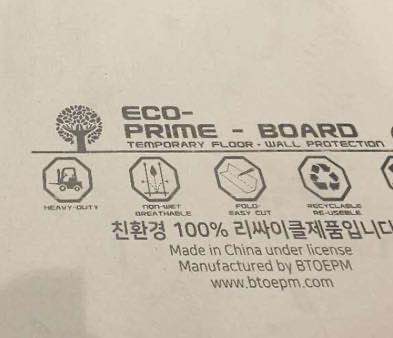 ECO-
PRIME - BOARD
TEMPORARY FLOOR - WALL PROTECTION
HEAVY-DUTY
NON-WET
BREATHABLE
FOLD
EASY CUT
RECYCLABLE
RE-USEBLE
친환경 100% 리싸이클제품입니다
Made in China under license
Manufactured by BTOEPM
www.btoepm.com